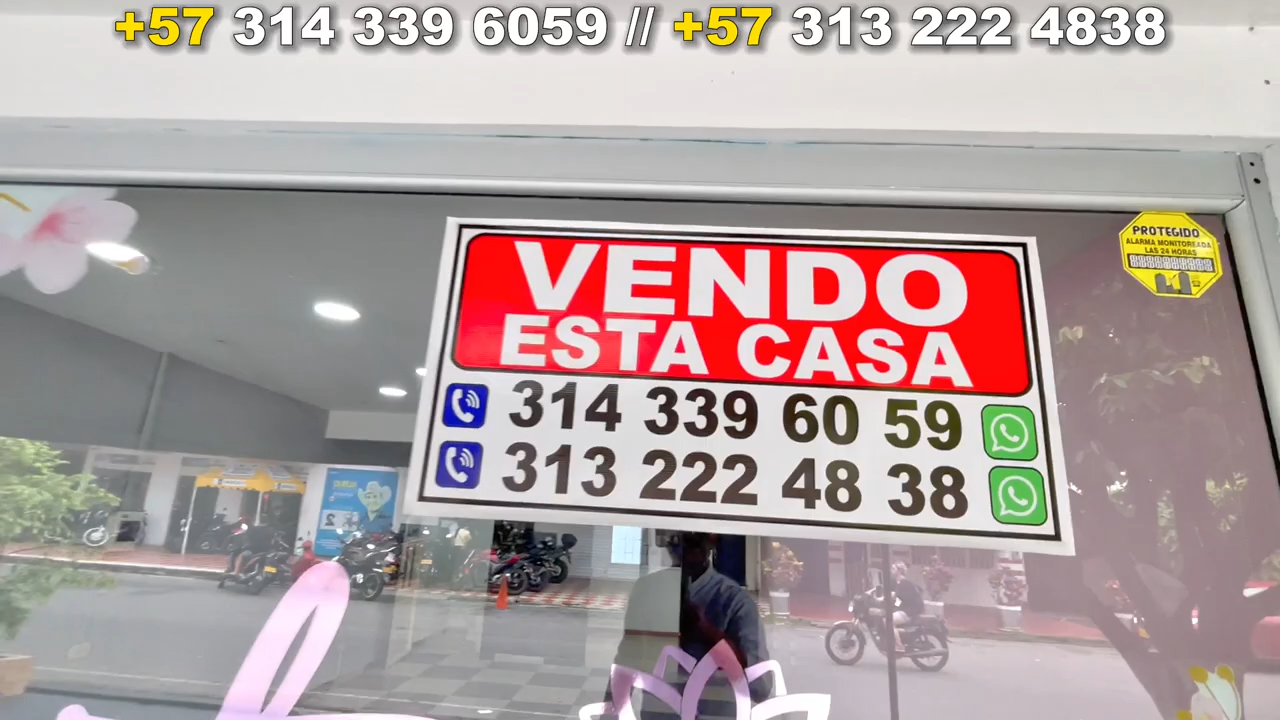 +57 314 339 6059 // +57 313 222 4838
PROTEGIDO
ALARMA MONITOREADA
LAS 24 HORAS
VENDO
ESTA CASA
314 339 60 59
313 222 48 38